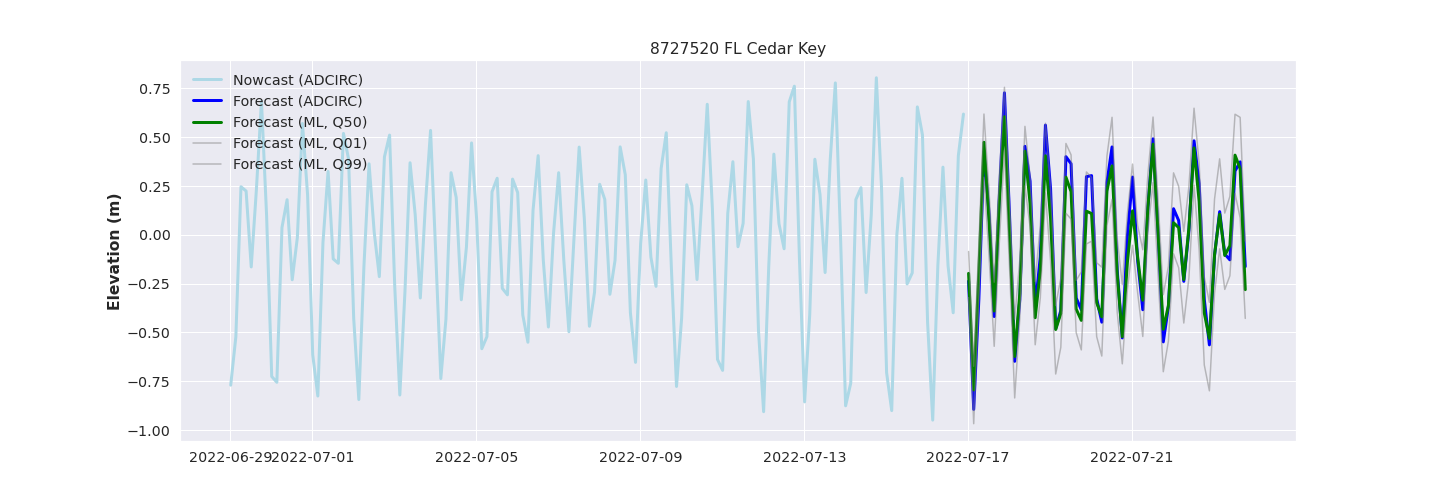 8727520 FL Cedar Key
Nowcast (ADCIRC)
Forecast (ADCIRC)
Forecast (ML, Q50)
Forecast (ML, Q01)
Forecast (ML, Q99)
Elevation (m)
0.75
0.50
0.25
0.00
−0.25
−0.50
−0.75
−1.00
2022-06-29
2022-07-01
2022-07-05
2022-07-09
2022-07-13
2022-07-17
2022-07-21